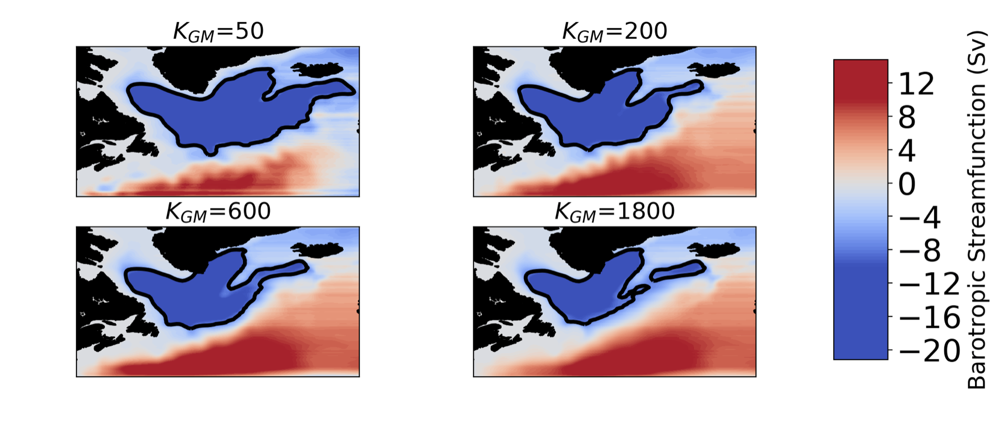 K_GM=50
K_GM=200
K_GM=600
K_GM=1800
12
8
4
0
−4
−8
−12
−16
−20
Barotropic Streamfunction (Sv)